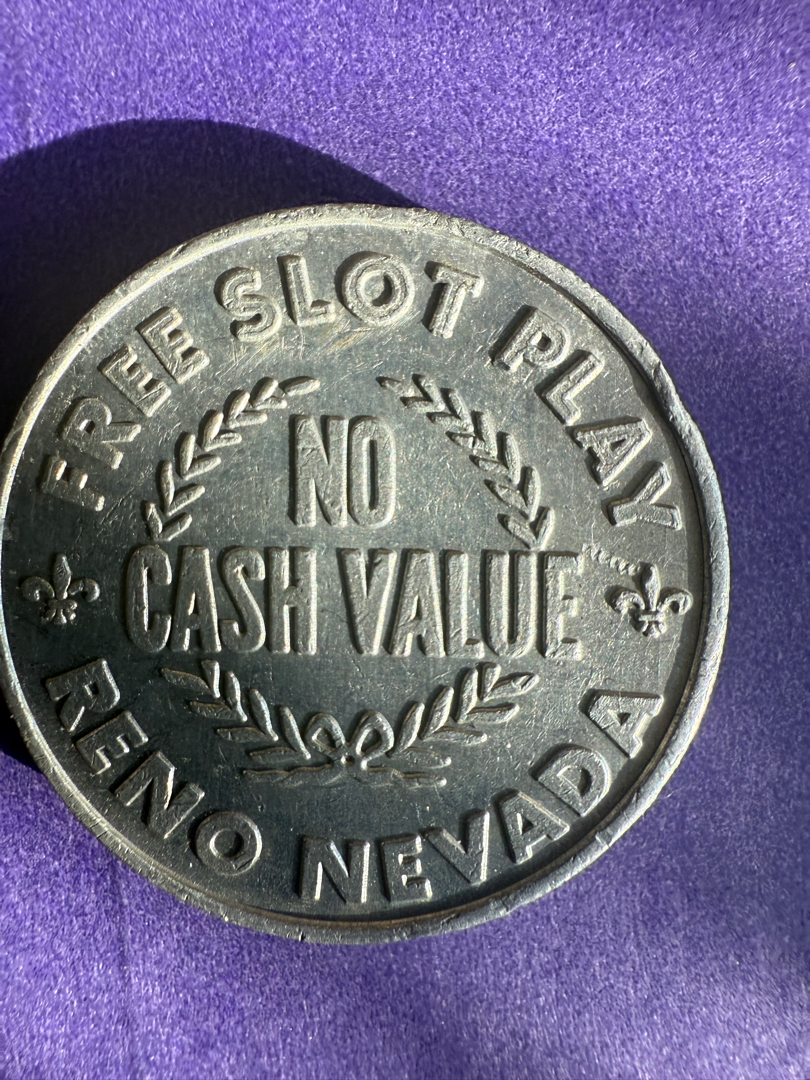 FREE SLOT PLAY
NO
CASH VALUE
RENO NEVADA